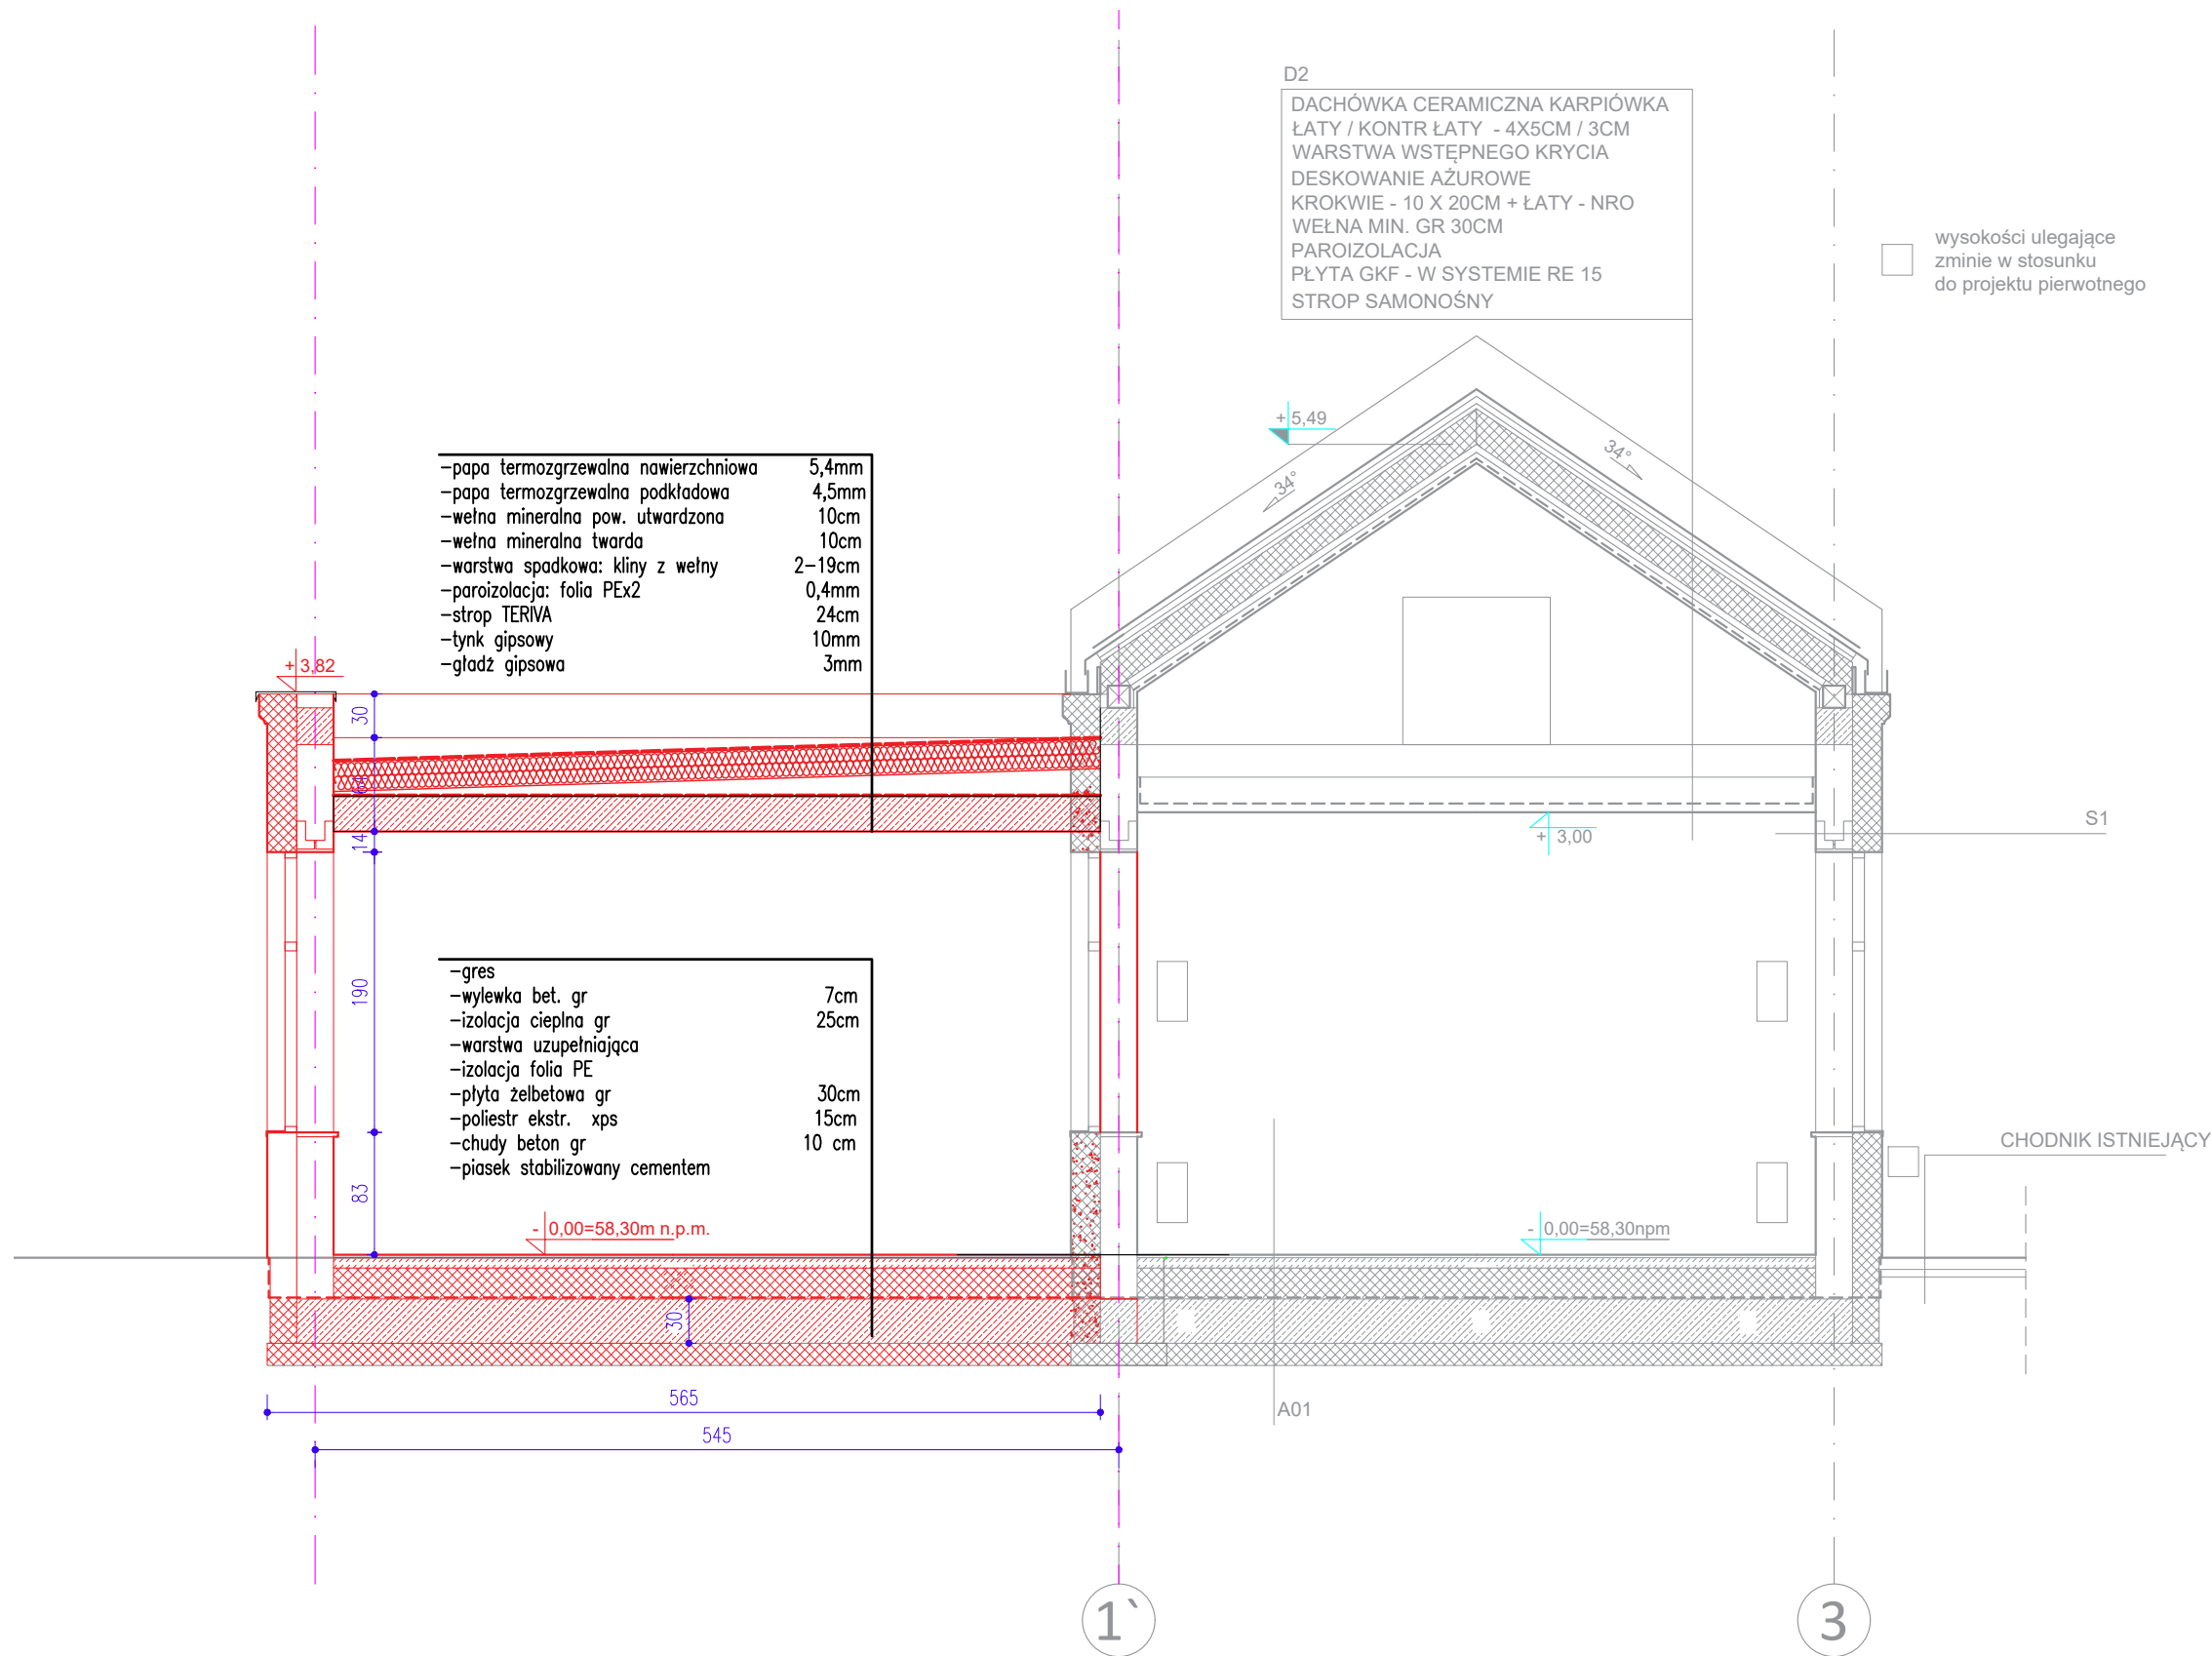 D2
DACHÓWKA CERAMICZNA KARPIÓWKA
ŁATY / KONTR ŁATY - 4X5CM / 3CM
WARSTWA WSTĘPNEGO KRYCIA
DESKOWANIE AŻUROWE
KROKWIE - 10 X 20CM + ŁATY - NRO
WEŁNA MIN. GR 30CM
PAROIZOLACJA
PŁYTA GKF - W SYSTEMIE RE 15
STROP SAMONOŚNY
wysokości ulegające
zminie w stosunku
do projektu pierwotnego
+ 5,49
34°
34°
-papa termozgrzewalna nawierzchniowa 5,4mm
-papa termozgrzewalna podkładowa 4,5mm
-wełna mineralna pow. utwardzona 10cm
-wełna mineralna twarda 10cm
-warstwa spadkowa: kliny z wełny 2-19cm
-paroizolacja: folia PEx2 0,4mm
-strop TERIVA 24cm
-tynk gipsowy 10mm
-gładź gipsowa 3mm
+ 3,82
30
64
14
190
83
+ 3,00
S1
-gres
-wylewka bet. gr 7cm
-izolacja cieplna gr 25cm
-warstwa uzupełniająca
-izolacja folia PE
-płyta żelbetowa gr 30cm
-poliestr ekstr. xps 15cm
-chudy beton gr 10 cm
-piasek stabilizowany cementem
CHODNIK ISTNIEJĄCY
- 0,00=58,30m n.p.m.
- 0,00=58,30npm
30
565
545
A01
1`
3